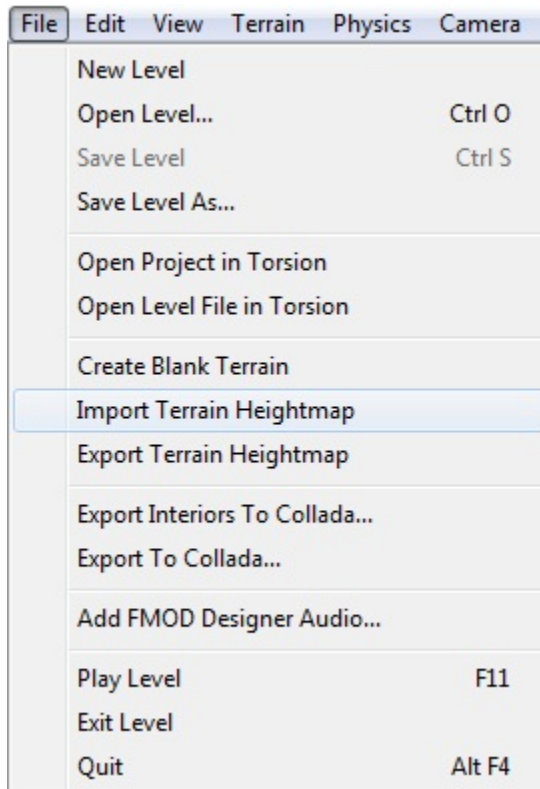 File Edit View Terrain Physics Camera
New Level
Open Level... Ctrl O
Save Level Ctrl S
Save Level As...
Open Project in Torsion
Open Level File in Torsion
Create Blank Terrain
Import Terrain Heightmap
Export Terrain Heightmap
Export Interiors To Collada...
Export To Collada...
Add FMOD Designer Audio...
Play Level F11
Exit Level
Quit Alt F4